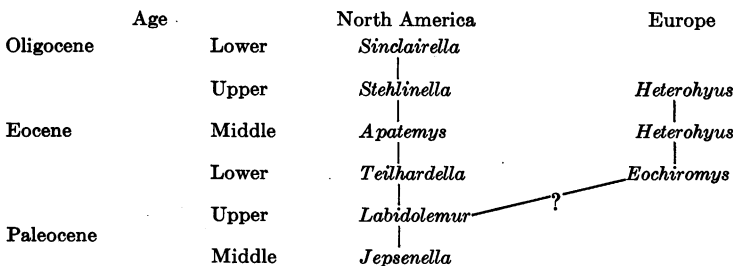 Age North America Europe
Oligocene Lower Sinclairella
Upper Stehlinella Heterohyus
Eocene Middle Apatemys Heterohyus
Lower Teilhardella Eochiromys
Upper Labidolemur ?
Paleocene
Middle Jepsenella